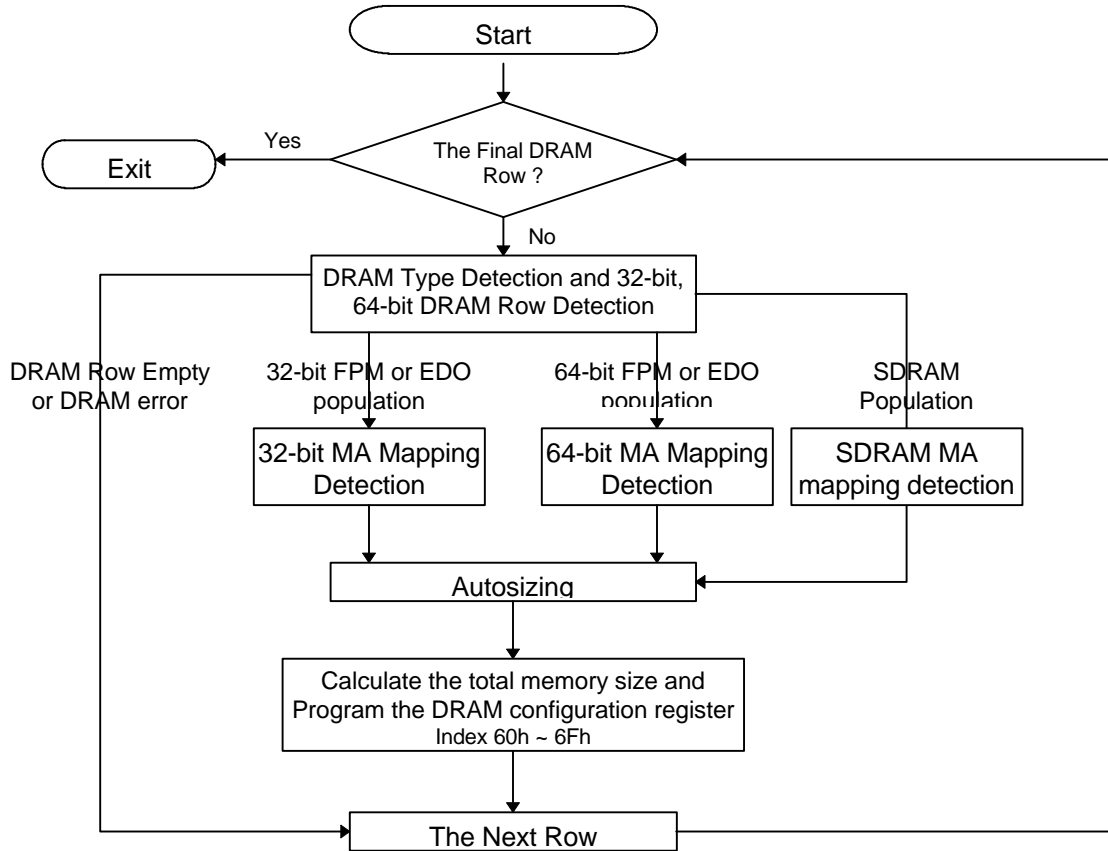 Start
Yes
Exit
The Final DRAM
Row ?
No
DRAM Type Detection and 32-bit,
64-bit DRAM Row Detection
DRAM Row Empty
or DRAM error
32-bit FPM or EDO
population
64-bit FPM or EDO
population
SDRAM
Population
32-bit MA Mapping
Detection
64-bit MA Mapping
Detection
SDRAM MA
mapping detection
Autosizing
Calculate the total memory size and
Program the DRAM configuration register
Index 60h ~ 6Fh
The Next Row